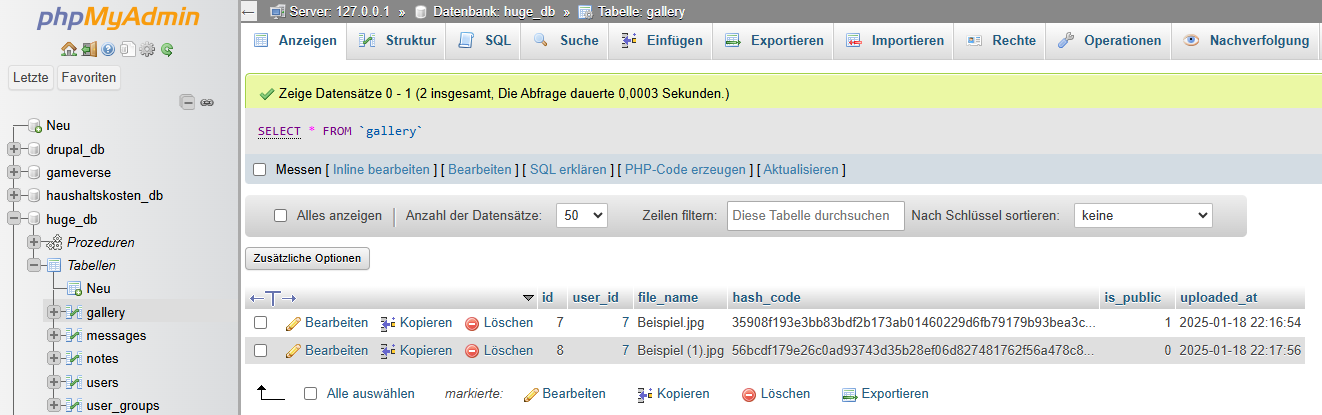 phpMyAdmin
Letzte Favoriten
Neu
drupal_db
gameverse
haushaltskosten_db
huge_db
Prozeduren
Tabellen
Neu
gallery
messages
notes
users
user_groups
Server: 127.0.0.1 » Datenbank: huge_db » Tabelle: gallery
Anzeigen Struktur SQL Suche Einfügen Exportieren Importieren Rechte Operationen Nachverfolgung
Zeige Datensätze 0 - 1 (2 insgesamt, Die Abfrage dauerte 0,0003 Sekunden.)
SELECT * FROM `gallery`
Messen [ Inline bearbeiten ] [ Bearbeiten ] [ SQL erklären ] [ PHP-Code erzeugen ] [ Aktualisieren ]
Alles anzeigen | Anzahl der Datensätze: 50 Zeilen filtern: Diese Tabelle durchsuchen Nach Schlüssel sortieren: keine
Zusätzliche Optionen
←T→ id user_id file_name hash_code is_public uploaded_at
Bearbeiten Kopieren Löschen 7 7 Beispiel.jpg 35908f193e3bb83bdf2b173ab01460229d6fb79179b93bea3c... 1 2025-01-18 22:16:54
Bearbeiten Kopieren Löschen 8 7 Beispiel (1).jpg 56bcdf179e26c0ad93743d35b28ef06d827481762f56a478c8... 0 2025-01-18 22:17:56
Alle auswählen markierte: Bearbeiten Kopieren Löschen Exportieren